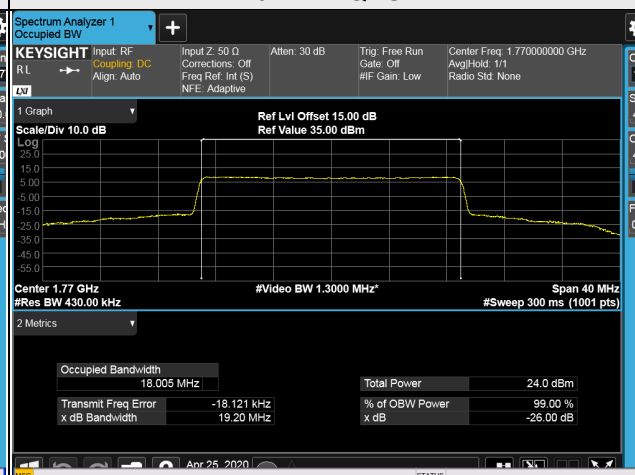 Spectrum Analyzer 1
Occupied BW
KEYSIGHT
R L
LXI
Input: RF
Coupling: DC
Align: Auto
Input Z: 50 Ω
Corrections: Off
Freq Ref: Int (S)
NFE: Adaptive
Atten: 30 dB
Trig: Free Run
Gate: Off
#IF Gain: Low
Center Freq: 1.770000000 GHz
Avg|Hold: 1/1
Radio Std: None
1 Graph
Scale/Div 10.0 dB
Ref Lvl Offset 15.00 dB
Ref Value 35.00 dBm
Log
25.0
15.0
5.00
-5.00
-15.0
-25.0
-35.0
-45.0
-55.0
Center 1.77 GHz
#Video BW 1.3000 MHz*
Span 40 MHz
#Res BW 430.00 kHz
#Sweep 300 ms (1001 pts)
2 Metrics
Occupied Bandwidth
18.005 MHz
Total Power 24.0 dBm
Transmit Freq Error -18.121 kHz
% of OBW Power 99.00 %
x dB Bandwidth 19.20 MHz
x dB -26.00 dB
Apr 25, 2020
MSG
STATUS